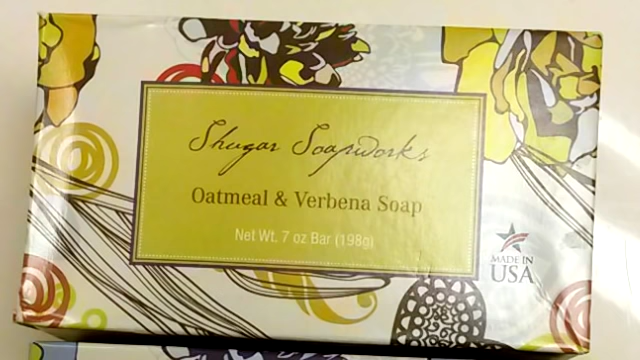 Shugar Soapworks
Oatmeal & Verbena Soap
Net Wt. 7 oz Bar (198g)
MADE IN
USA